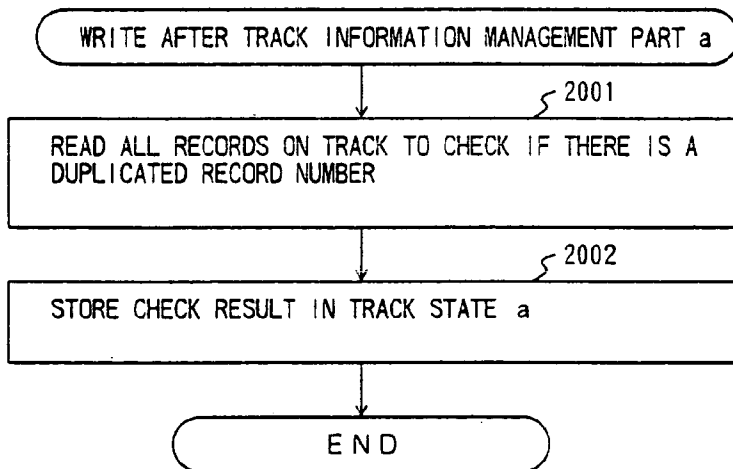 WRITE AFTER TRACK INFORMATION MANAGEMENT PART a
2001
READ ALL RECORDS ON TRACK TO CHECK IF THERE IS A
DUPLICATED RECORD NUMBER
2002
STORE CHECK RESULT IN TRACK STATE a
END